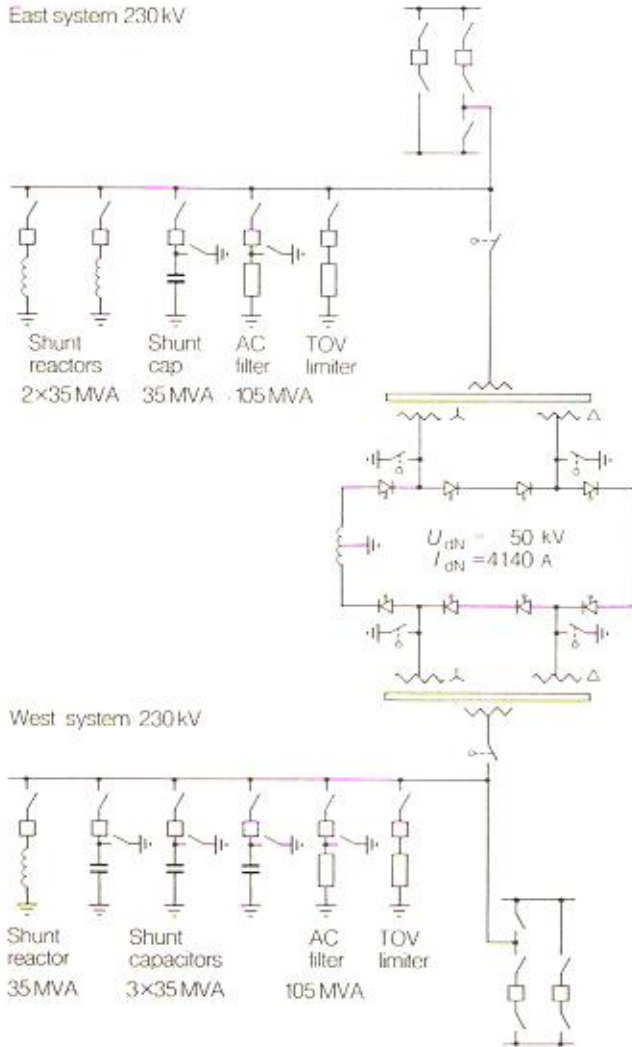 East system 230 kV
Shunt reactors
2×35 MVA
Shunt cap
35 MVA
AC filter
105 MVA
TOV limiter
U dN = 50 kV
I dN = 4140 A
West system 230 kV
Shunt reactor
35 MVA
Shunt capacitors
3×35 MVA
AC filter
105 MVA
TOV limiter